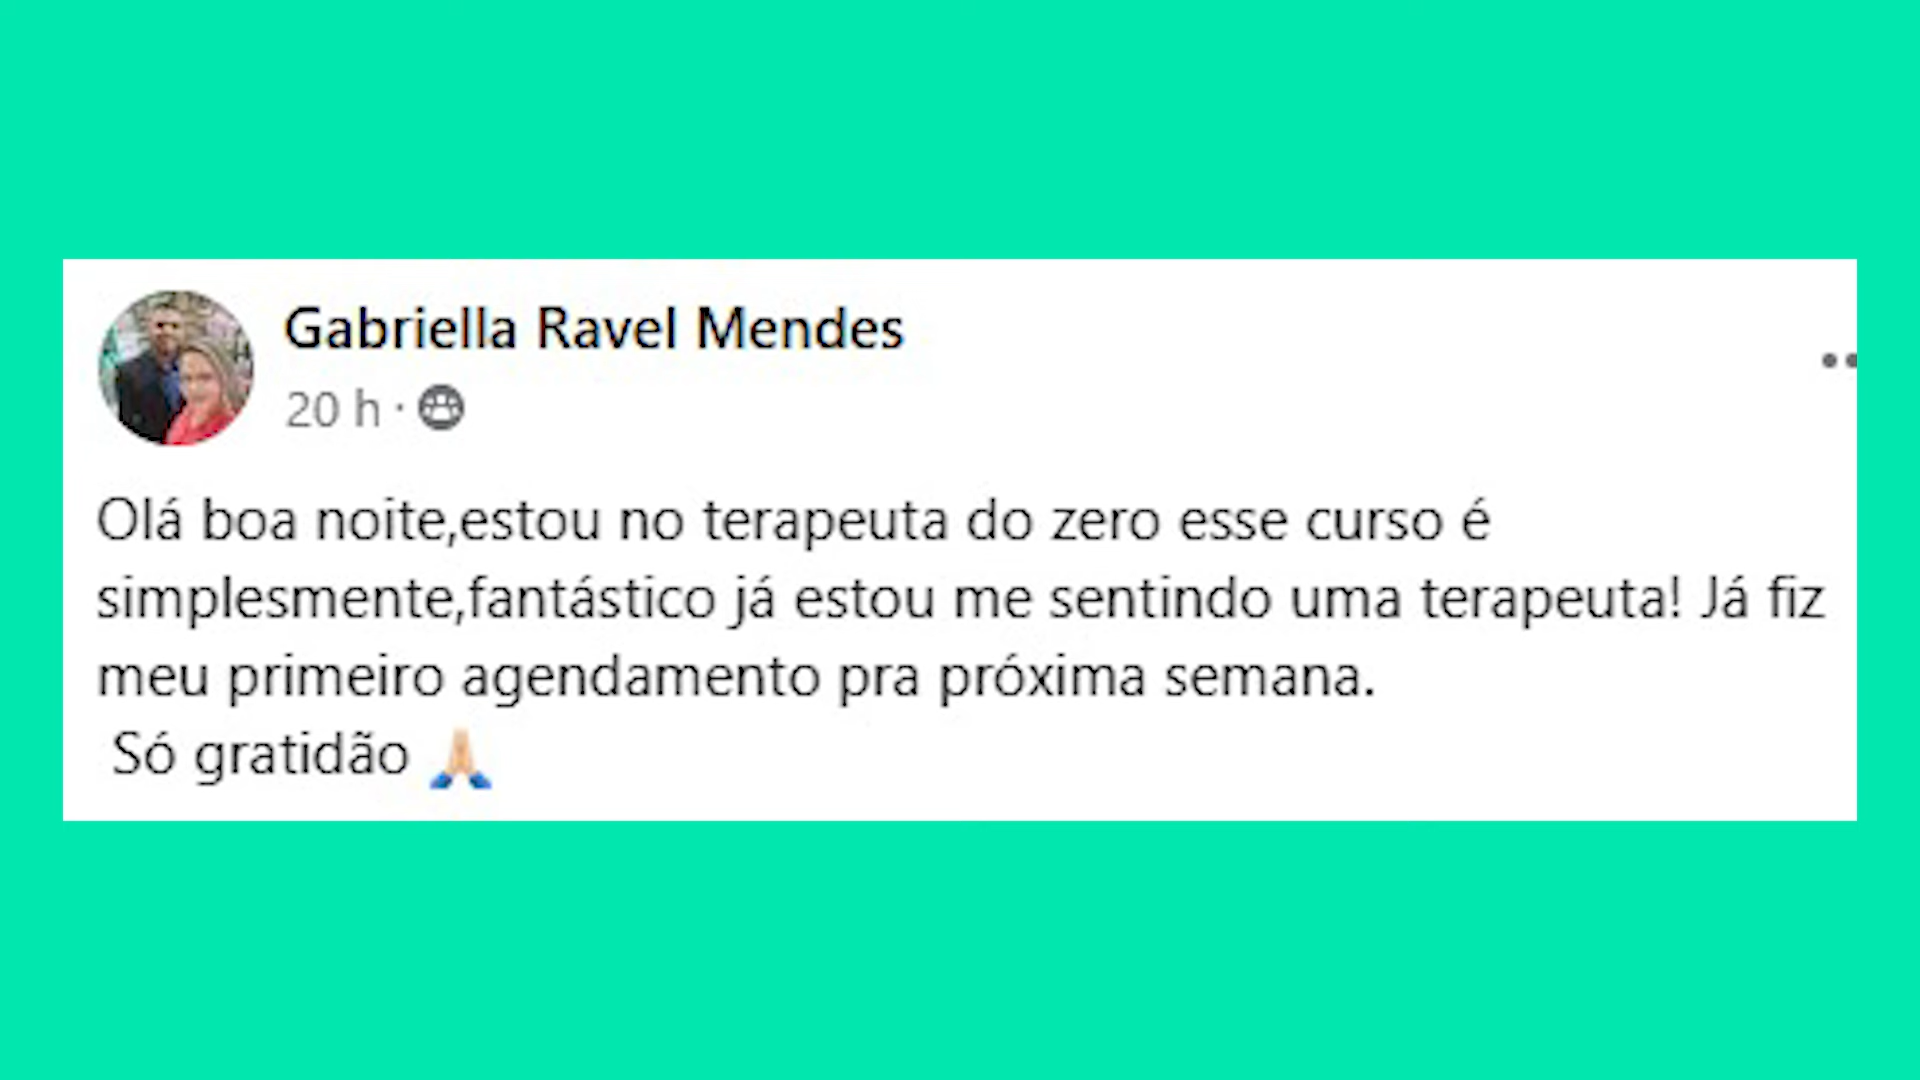 Gabriella Ravel Mendes
20 h ·
Olá boa noite,estou no terapeuta do zero esse curso é
simplesmente,fantástico já estou me sentindo uma terapeuta! Já fiz
meu primeiro agendamento pra próxima semana.
Só gratidão 🙏🏻